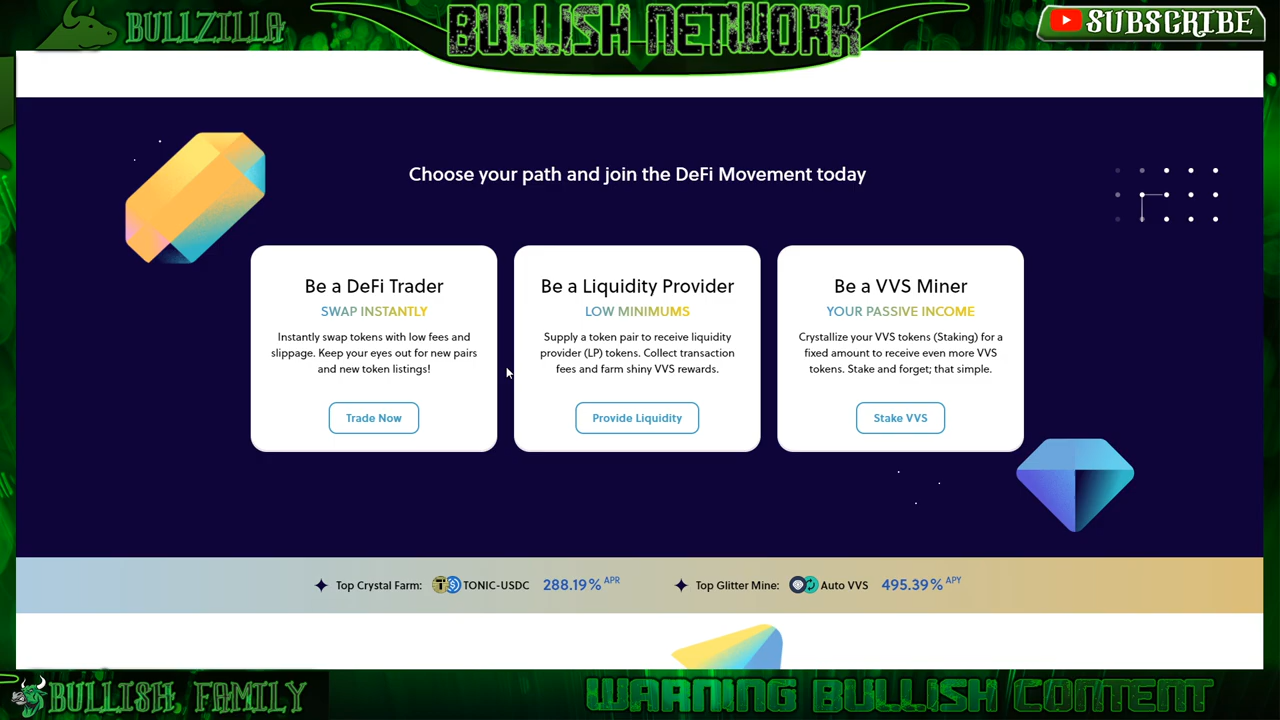 BULLZILLA
BULLISH NETWORK
SUBSCRIBE
Choose your path and join the DeFi Movement today
Be a DeFi Trader
SWAP INSTANTLY
Instantly swap tokens with low fees and
slippage. Keep your eyes out for new pairs
and new token listings!
Trade Now
Be a Liquidity Provider
LOW MINIMUMS
Supply a token pair to receive liquidity
provider (LP) tokens. Collect transaction
fees and farm shiny VVS rewards.
Provide Liquidity
Be a VVS Miner
YOUR PASSIVE INCOME
Crystallize your VVS tokens (Staking) for a
fixed amount to receive even more VVS
tokens. Stake and forget; that simple.
Stake VVS
Top Crystal Farm: TONIC-USDC 288.19% APR
Top Glitter Mine: Auto VVS 495.39% APY
BULLISH FAMILY
WARNING BULLISH CONTENT